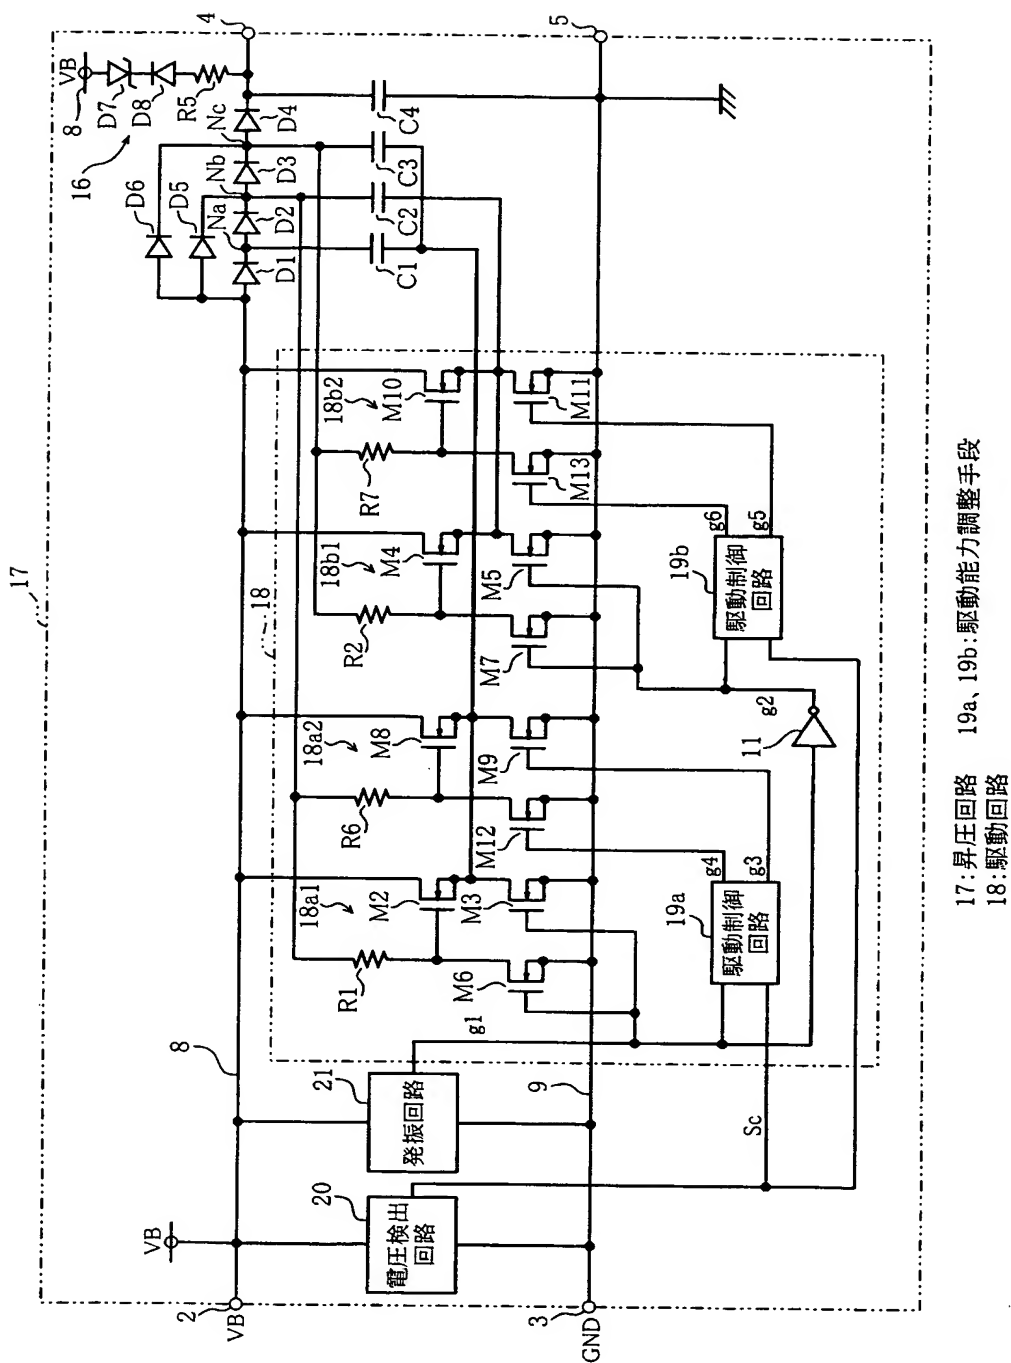 17
VB
8
D7
D8
R5
4
16
D6
D5
Na
Nb
Nc
D1
D2
D3
D4
C1
C2
C3
C4
5
18
18a1
18a2
18b1
18b2
R1
R6
R2
R7
M2
M8
M4
M10
M3
M9
M5
M11
M6
M12
M7
M13
g1
g4
g3
g2
g6
g5
19a
駆動制御
回路
19b
駆動制御
回路
11
8
9
21
発振回路
20
電圧検出
回路
Sc
VB
2
VB
3
GND
17:昇圧回路 19a、19b:駆動能力調整手段
18:駆動回路